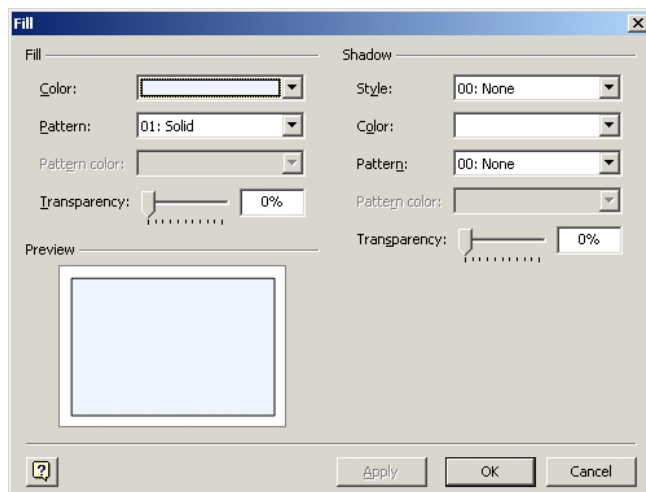 Fill
Fill
Color:
Pattern:
01: Solid
Pattern color:
Transparency:
0%
Preview
Shadow
Style:
00: None
Color:
Pattern:
00: None
Pattern color:
Transparency:
0%
?
Apply
OK
Cancel